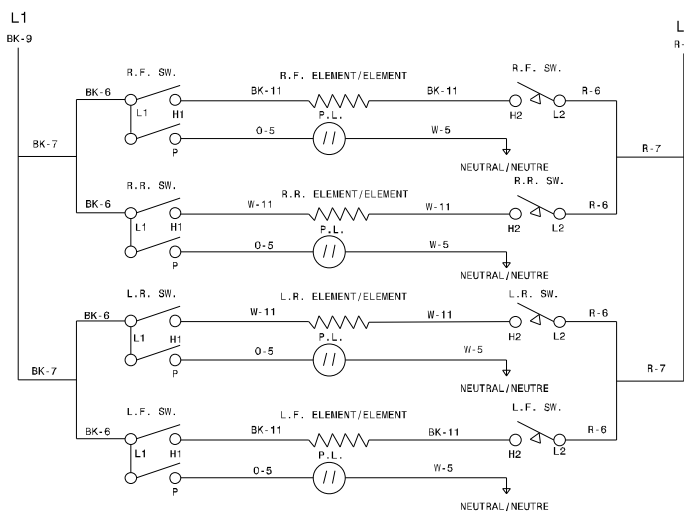 L1
L
BK-9
R-
R.F. SW.
R.F. ELEMENT/ELEMENT
R.F. SW.
BK-6
BK-11
BK-11
R-6
L1
H1
P.L.
H2
L2
O-5
W-5
BK-7
P
NEUTRAL/NEUTRE
R-7
R.R. SW.
R.R. ELEMENT/ELEMENT
R.R. SW.
BK-6
W-11
W-11
R-6
L1
H1
P.L.
H2
L2
O-5
W-5
P
NEUTRAL/NEUTRE
L.R. SW.
L.R. ELEMENT/ELEMENT
L.R. SW.
BK-6
W-11
W-11
R-6
L1
H1
P.L.
H2
L2
O-5
W-5
BK-7
P
R-7
NEUTRAL/NEUTRE
L.F. SW.
L.F. ELEMENT/ELEMENT
L.F. SW.
BK-6
BK-11
BK-11
R-6
L1
H1
P.L.
H2
L2
O-5
W-5
P
NEUTRAL/NEUTRE